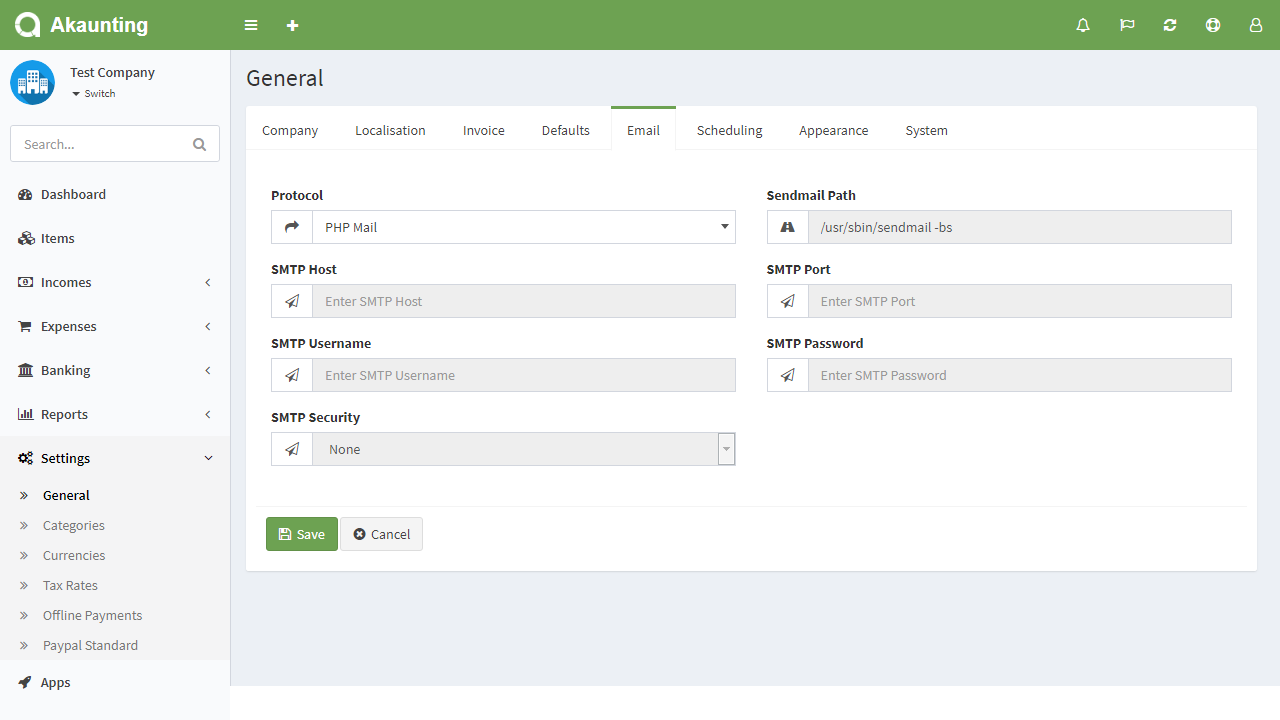 Akaunting
Test Company
Switch
Search...
Dashboard
Items
Incomes
Expenses
Banking
Reports
Settings
General
Categories
Currencies
Tax Rates
Offline Payments
Paypal Standard
Apps
General
Company Localisation Invoice Defaults Email Scheduling Appearance System
Protocol
PHP Mail
Sendmail Path
/usr/sbin/sendmail -bs
SMTP Host
Enter SMTP Host
SMTP Port
Enter SMTP Port
SMTP Username
Enter SMTP Username
SMTP Password
Enter SMTP Password
SMTP Security
None
Save Cancel